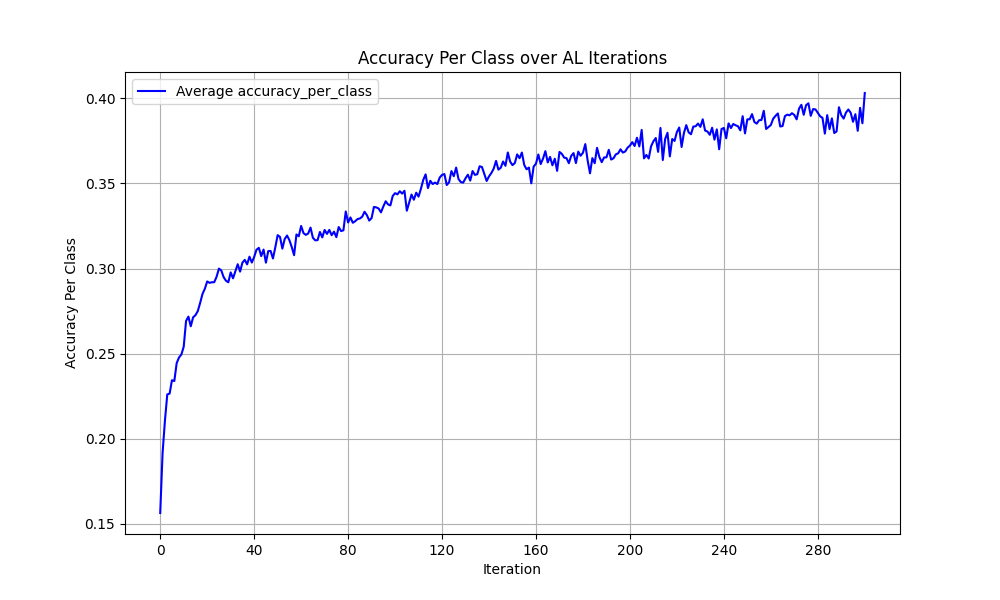 Accuracy Per Class over AL Iterations
Average accuracy_per_class
0.40
0.35
0.30
0.25
0.20
0.15
Accuracy Per Class
0 40 80 120 160 200 240 280
Iteration